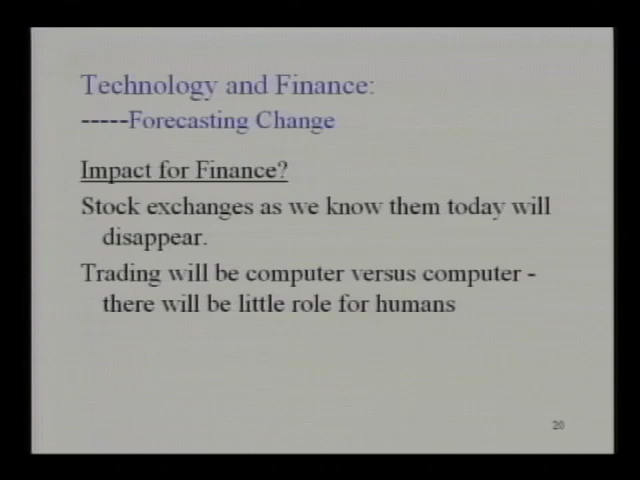 Technology and Finance:
-----Forecasting Change
Impact for Finance?
Stock exchanges as we know them today will
disappear.
Trading will be computer versus computer -
there will be little role for humans
20